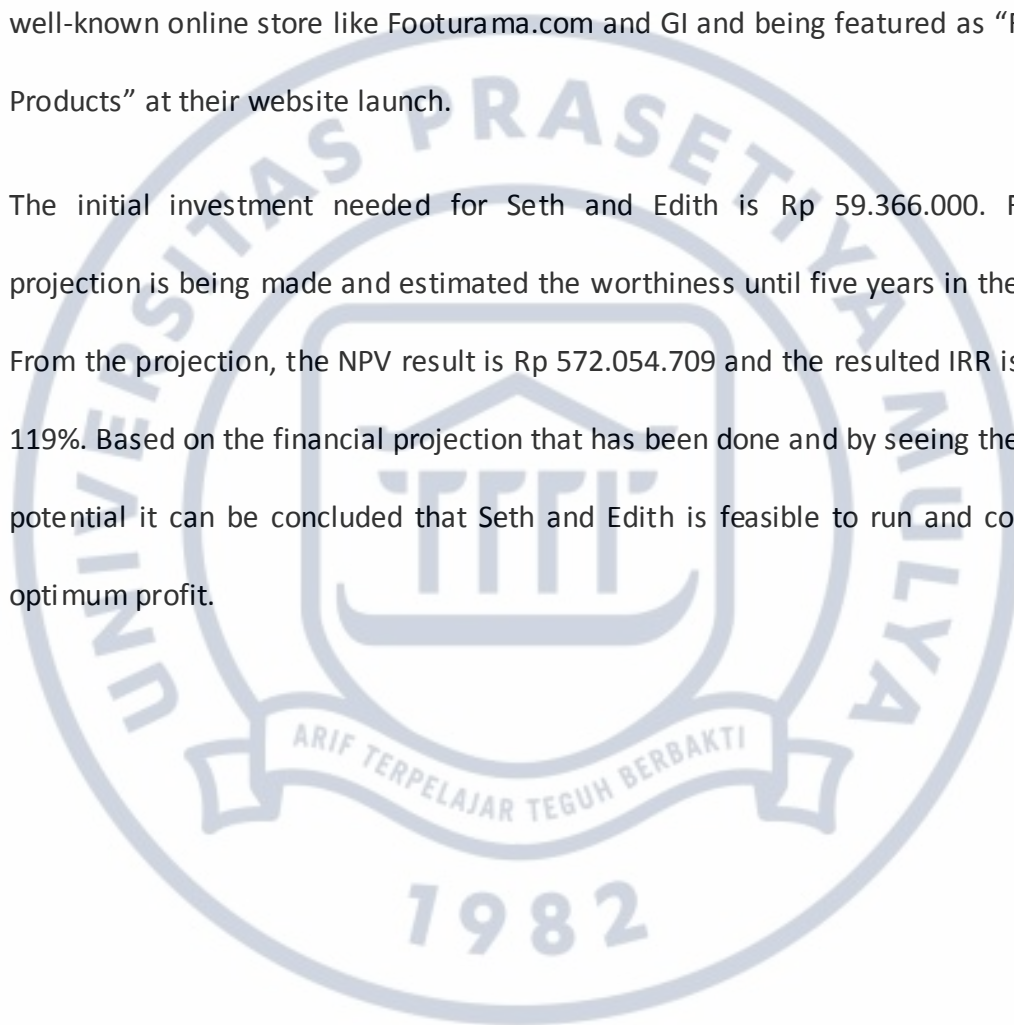 well-known online store like Footurama.com and GI and being featured as “
Products” at their website launch.
The initial investment needed for Seth and Edith is Rp 59.366.000.
projection is being made and estimated the worthiness until five years in the
From the projection, the NPV result is Rp 572.054.709 and the resulted IRR is
119%. Based on the financial projection that has been done and by seeing the
potential it can be concluded that Seth and Edith is feasible to run and
optimum profit.
UNIVERSITAS PRASETIYA MULYA
ARIF TERPELAJAR TEGUH BERBAKTI
1982